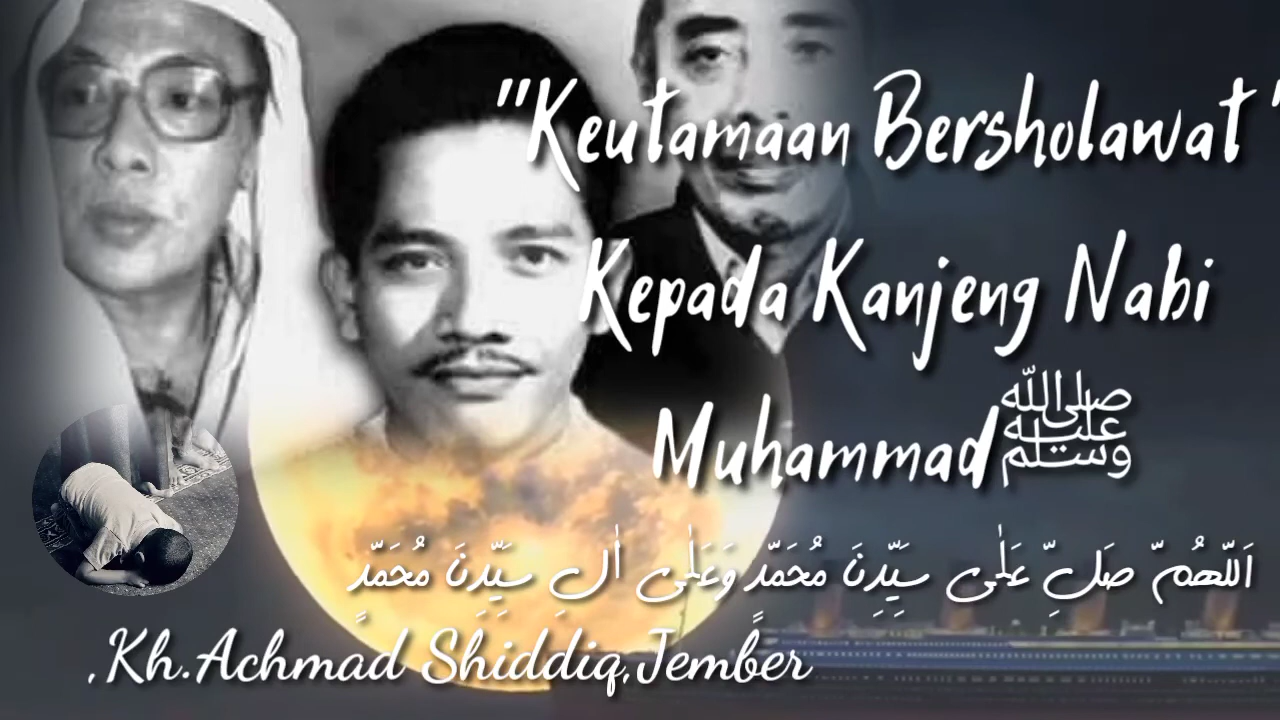 "Keutamaan Bersholawat"
Kepada Kanjeng Nabi
Muhammad ﷺ
اَللّٰهُمَّ صَلِّ عَلٰى سَيِّدِنَا مُحَمَّدٍ وَعَلٰى اٰلِ سَيِّدِنَا مُحَمَّدٍ
,Kh.Achmad Shiddiq,Jember